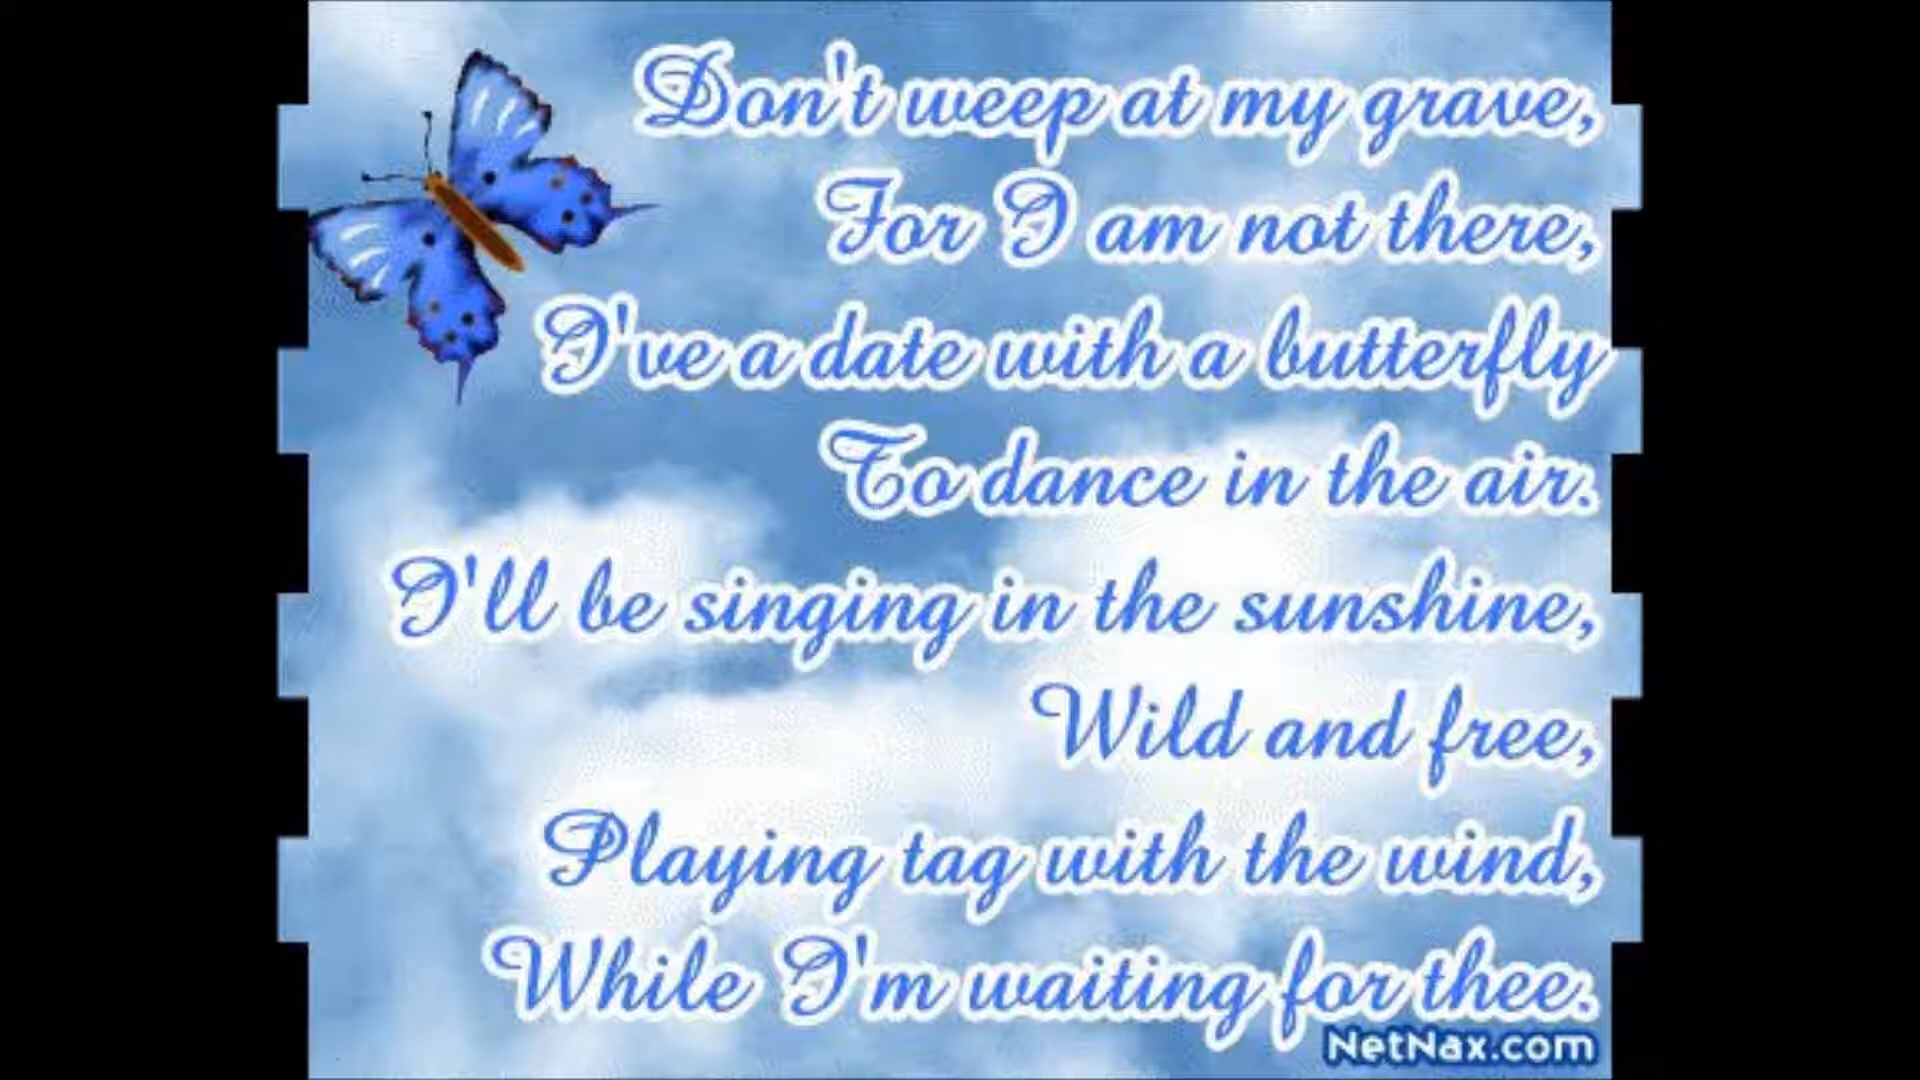 Don't weep at my grave,
For I am not there,
I've a date with a butterfly
To dance in the air.
I'll be singing in the sunshine,
Wild and free,
Playing tag with the wind,
While I'm waiting for thee.
NetNax.com